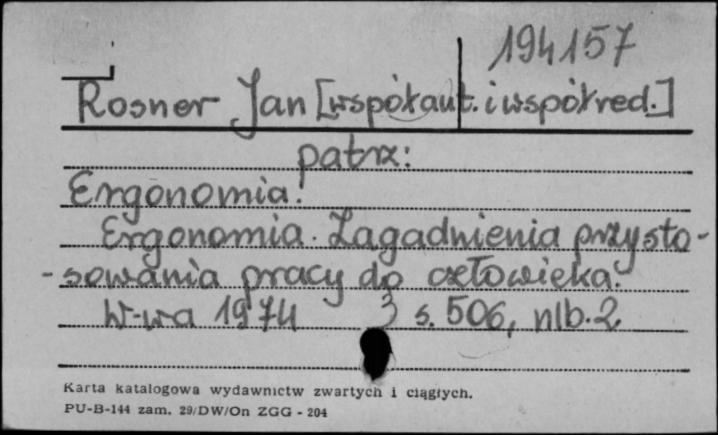 194157
Rosner Jan [współaut. i współred.]
patrz:
Ergonomia.
Ergonomia. Zagadnienia przysto-
-sowania pracy do człowieka.
W-wa 1974 s. 506, nlb. 2
Karta katalogowa wydawnictw zwartych i ciągłych.
PU-B-144 zam. 29/DW/On ZGG - 204